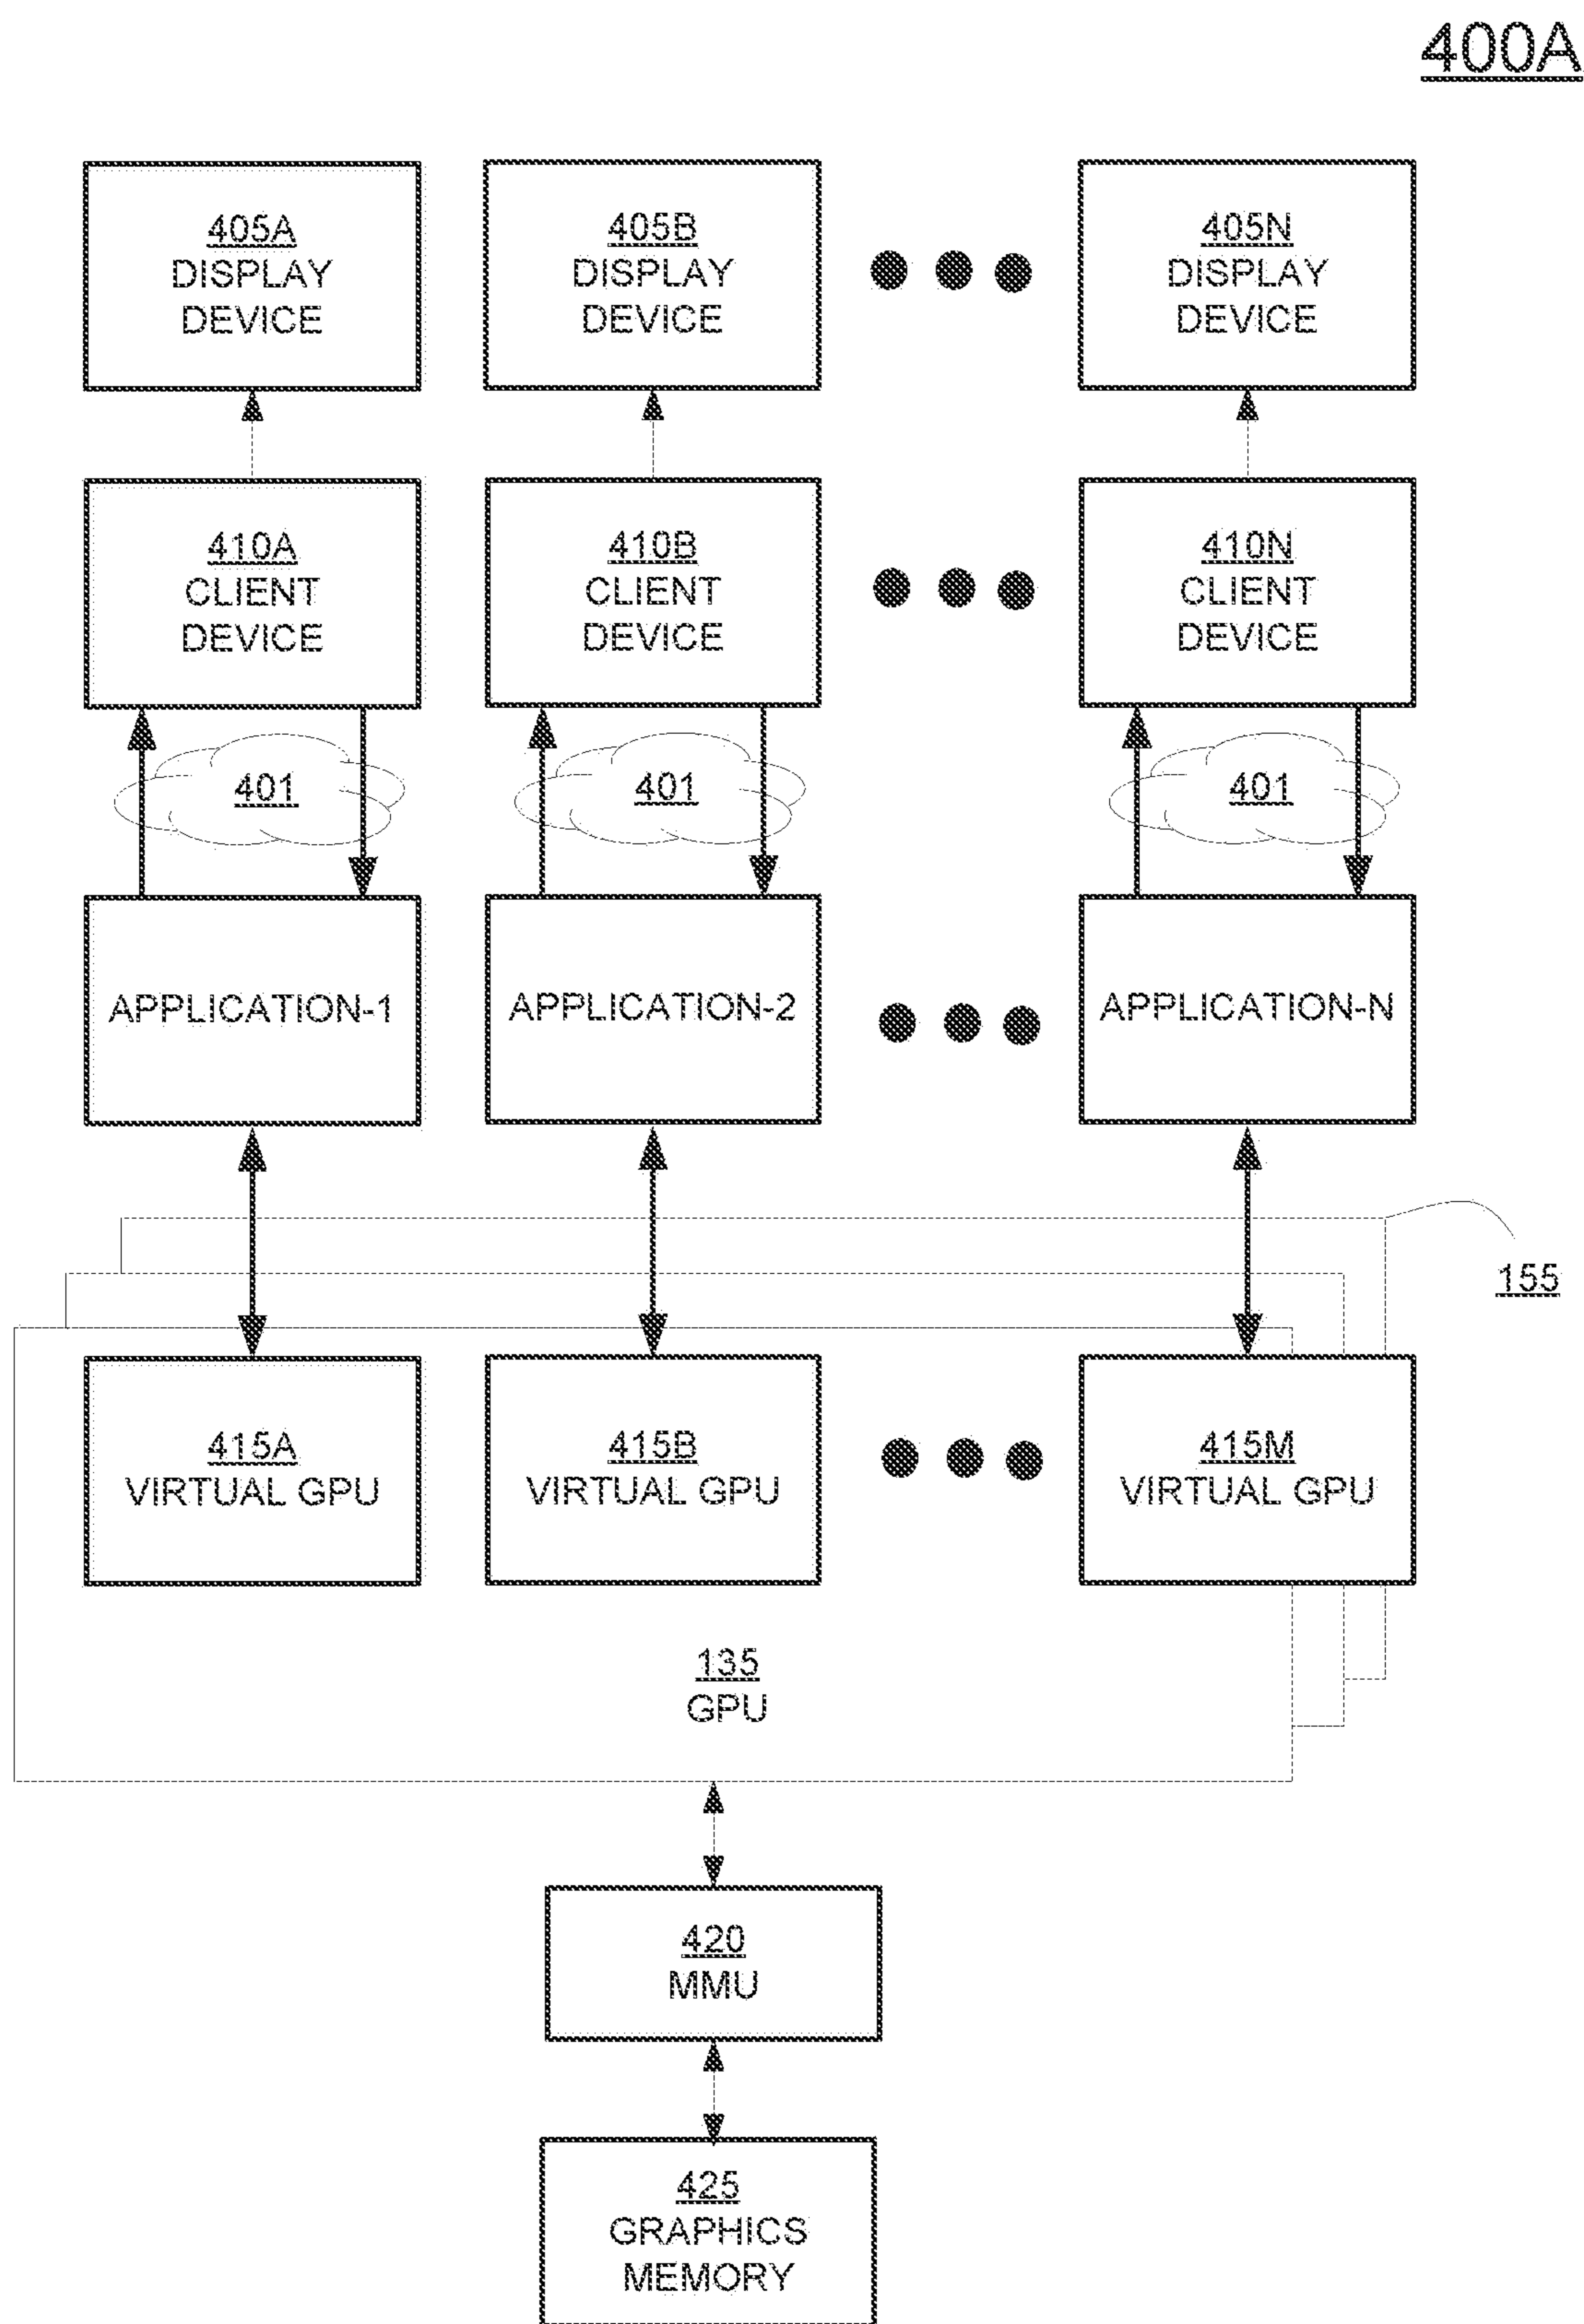 400A
405A
DISPLAY
DEVICE
405B
DISPLAY
DEVICE
405N
DISPLAY
DEVICE
410A
CLIENT
DEVICE
410B
CLIENT
DEVICE
410N
CLIENT
DEVICE
401
401
401
APPLICATION-1
APPLICATION-2
APPLICATION-N
155
415A
VIRTUAL GPU
415B
VIRTUAL GPU
415M
VIRTUAL GPU
135
GPU
420
MMU
425
GRAPHICS
MEMORY